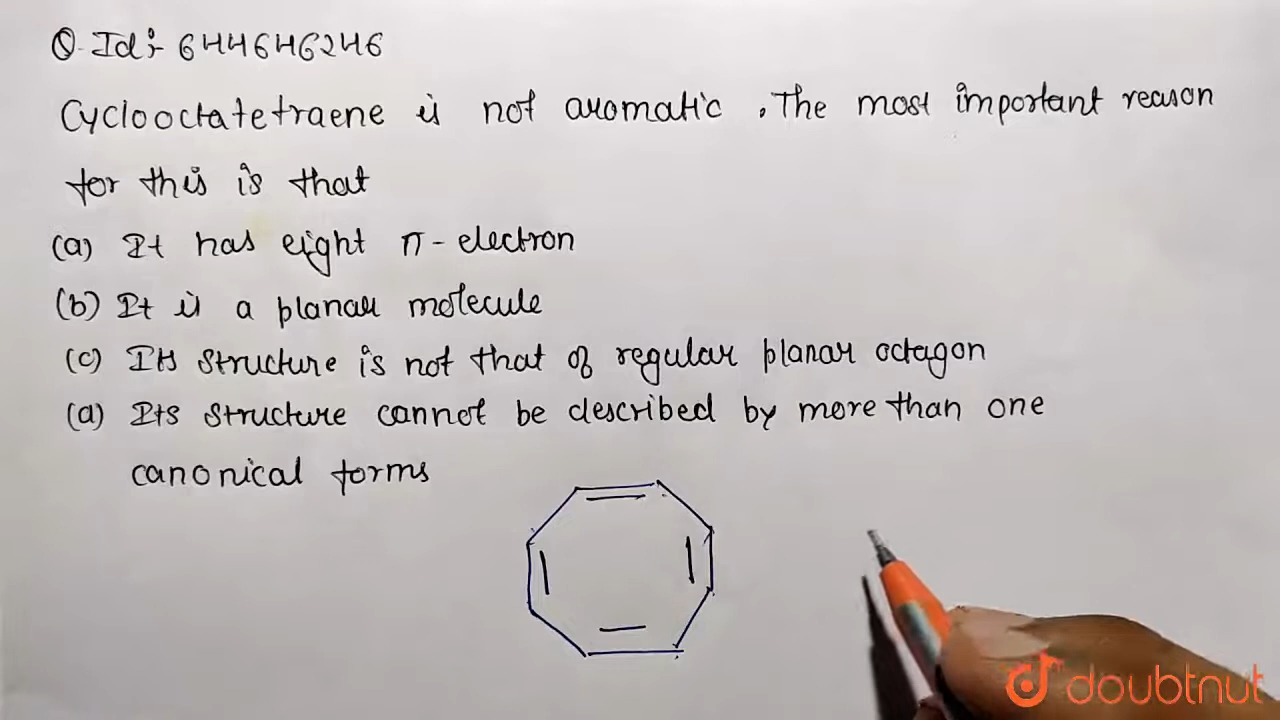 Q. Id:- 644646246
Cyclooctatetraene is not aromatic. The most important reason
for this is that
(a) It has eight π-electron
(b) It is a planar molecule
(c) Its structure is not that of regular planar octagon
(d) Its structure cannot be described by more than one
canonical forms
doubtnut